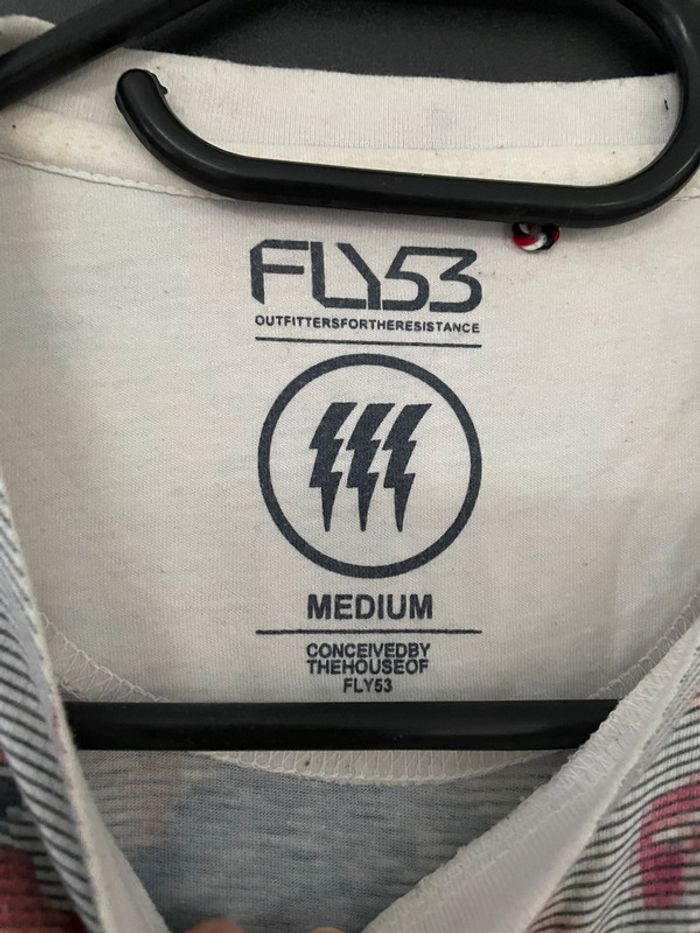 FLY53
OUTFITTERSFORTHERESISTANCE
MEDIUM
CONCEIVEDBY
THEHOUSEOF
FLY53